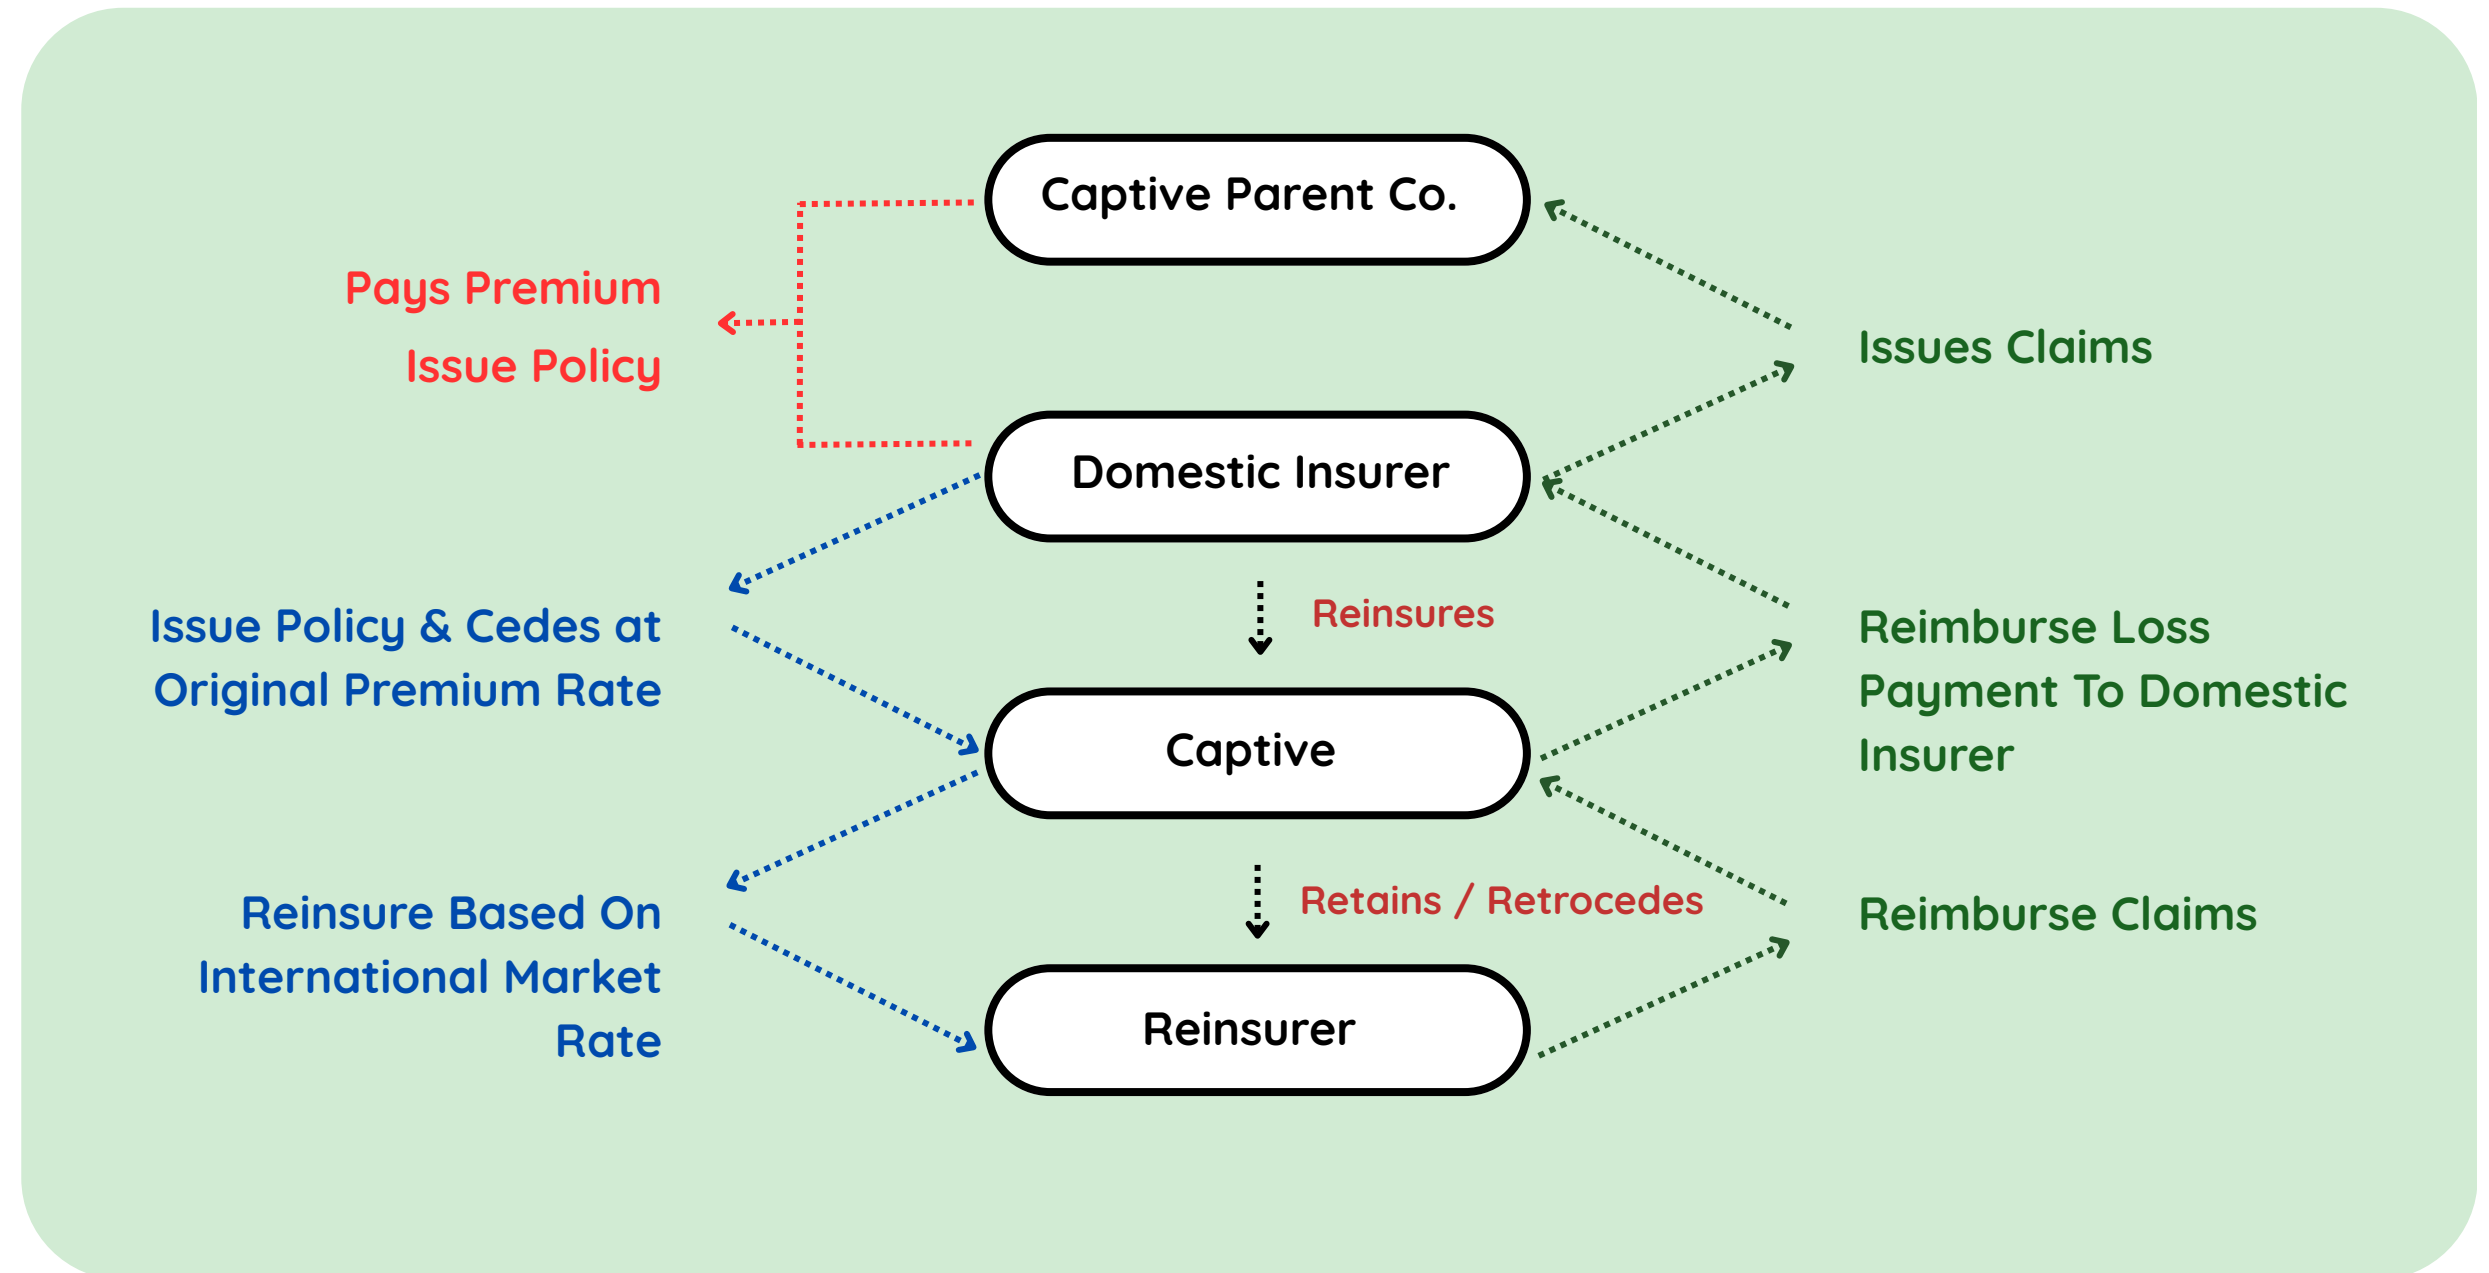 Captive Parent Co.
Pays Premium
Issue Policy
Issues Claims
Domestic Insurer
Reinsures
Issue Policy & Cedes at
Original Premium Rate
Reimburse Loss
Payment To Domestic
Insurer
Captive
Retains / Retrocedes
Reinsure Based On
International Market
Rate
Reimburse Claims
Reinsurer